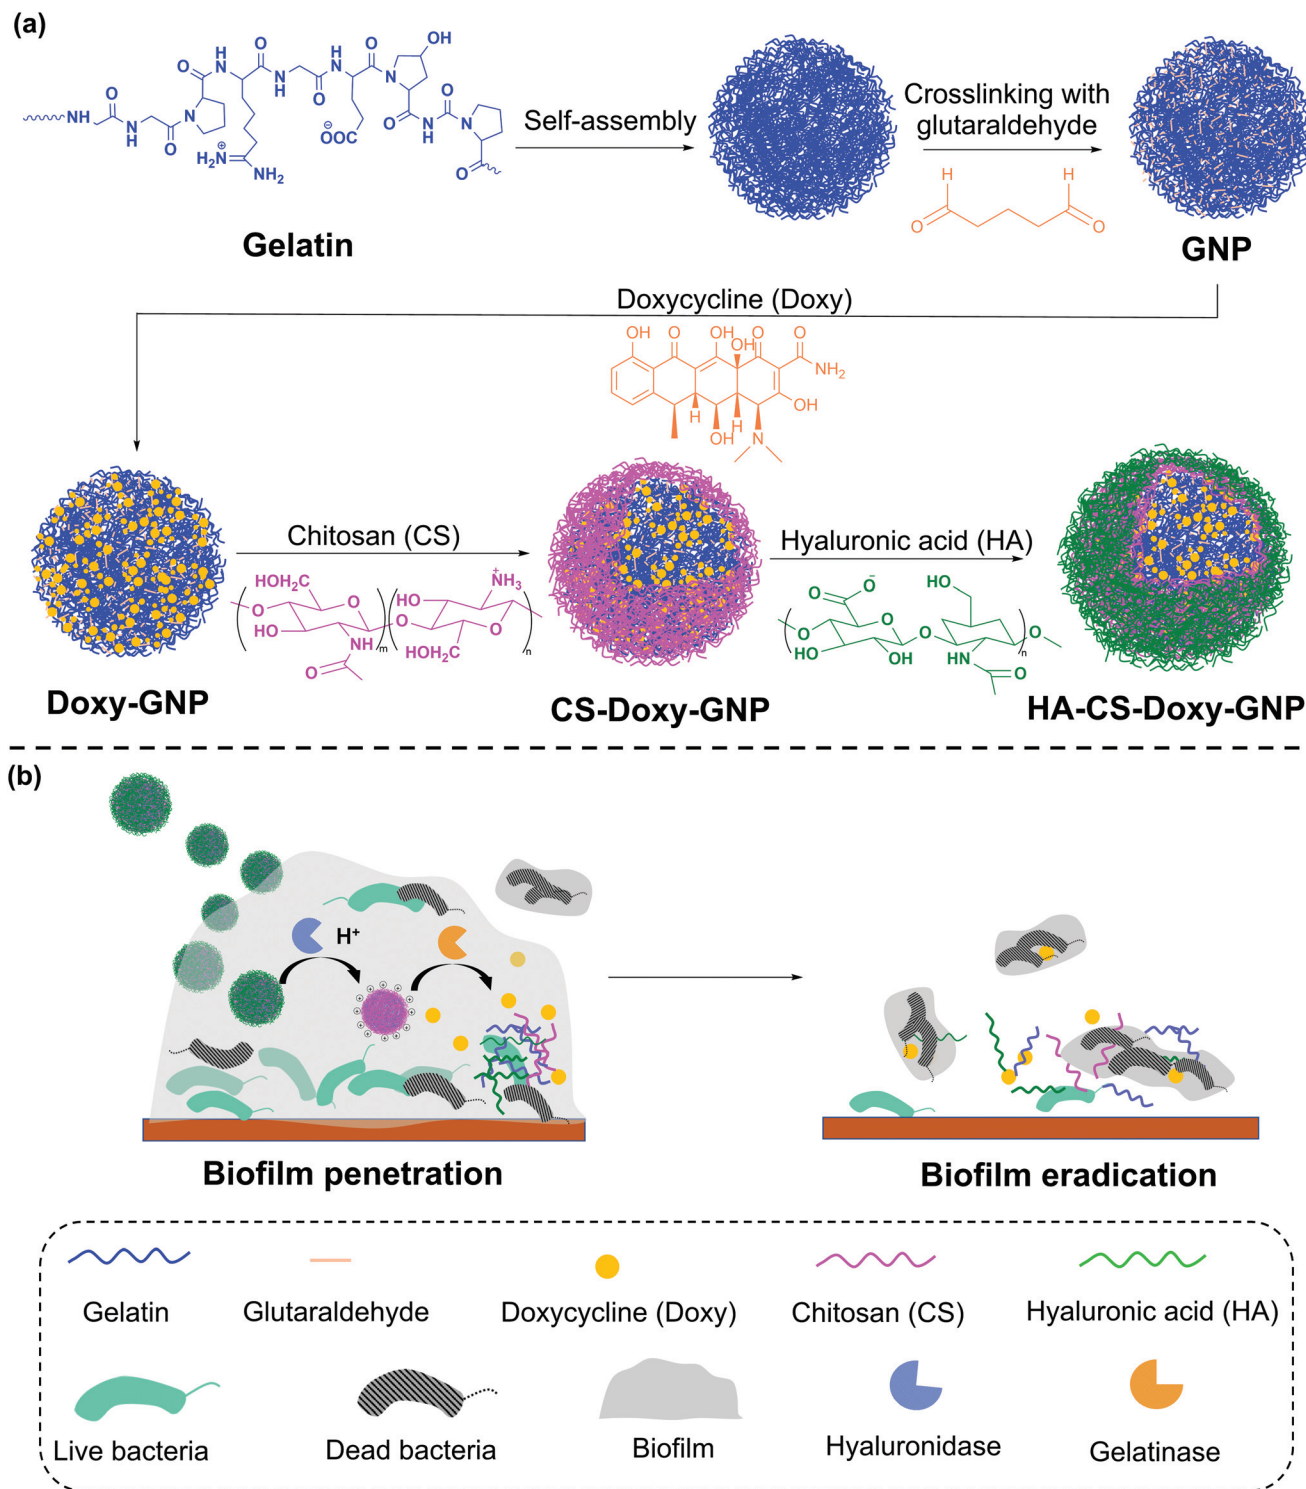 (a)
Gelatin
Self-assembly
Crosslinking with
glutaraldehyde
GNP
Doxycycline (Doxy)
Doxy-GNP
Chitosan (CS)
CS-Doxy-GNP
Hyaluronic acid (HA)
HA-CS-Doxy-GNP
(b)
H⁺
Biofilm penetration
Biofilm eradication
Gelatin
Glutaraldehyde
Doxycycline (Doxy)
Chitosan (CS)
Hyaluronic acid (HA)
Live bacteria
Dead bacteria
Biofilm
Hyaluronidase
Gelatinase